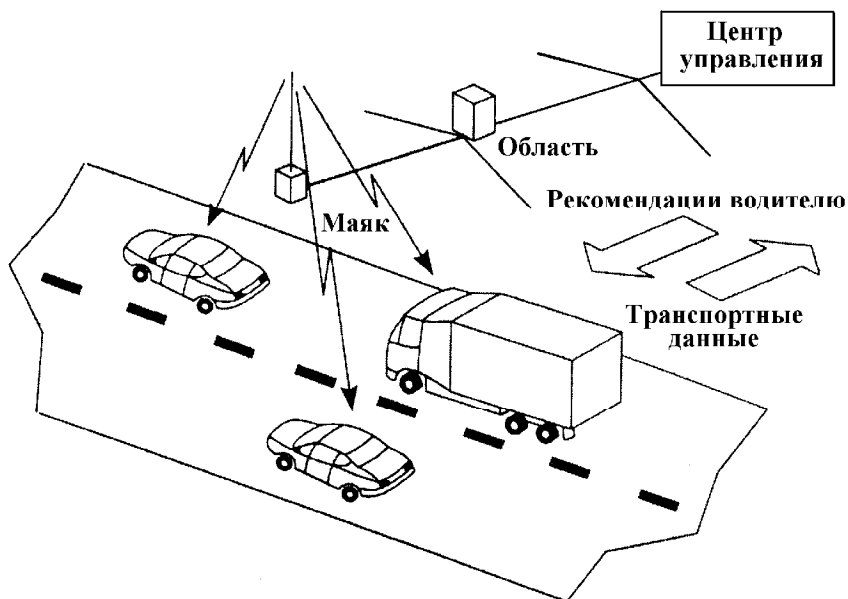 Центр
управления
Область
Рекомендации водителю
Маяк
Транспортные
данные